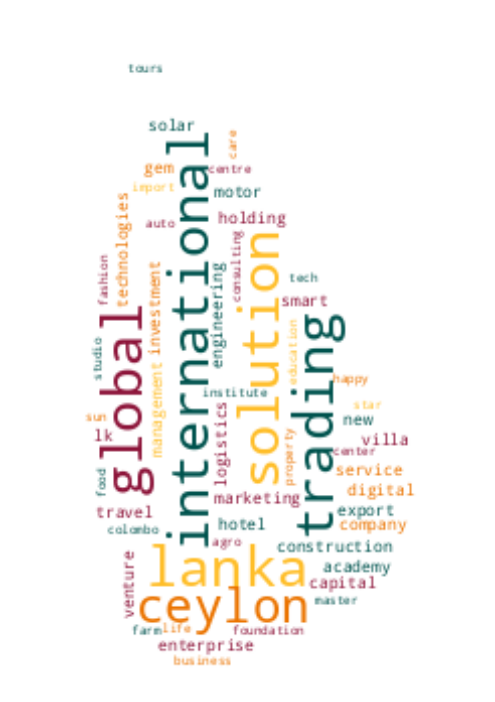 tours
solar
care
gem
centre
import
motor
technologies
auto
holding
international
consulting
solution
fashion
investment
engineering
tech
smart
global
trading
education
studio
management
happy
institute
star
sun
logistics
new
lk
property
villa
center
food
service
digital
marketing
travel
export
colombo
hotel
company
agro
construction
lanka
venture
academy
capital
ceylon
master
farm
life
foundation
enterprise
business